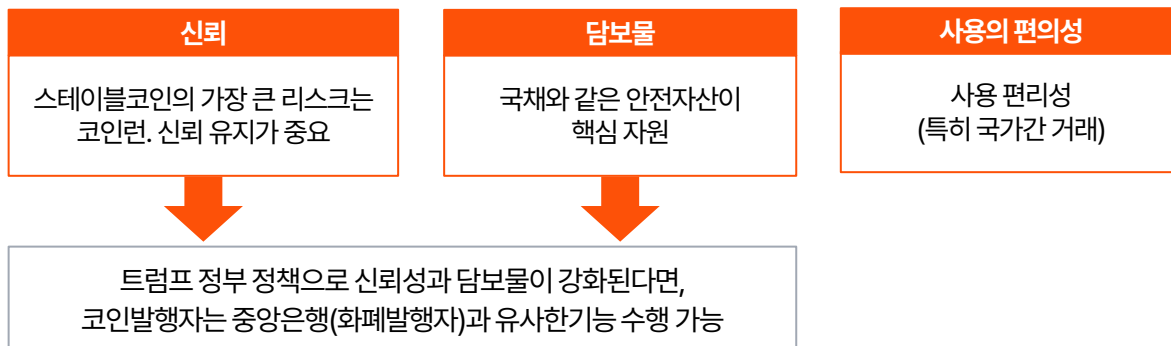 신뢰
스테이블코인의 가장 큰 리스크는
코인런. 신뢰 유지가 중요
담보물
국채와 같은 안전자산이
핵심 자원
사용의 편의성
사용 편리성
(특히 국가간 거래)
트럼프 정부 정책으로 신뢰성과 담보물이 강화된다면,
코인발행자는 중앙은행(화폐발행자)과 유사한기능 수행 가능